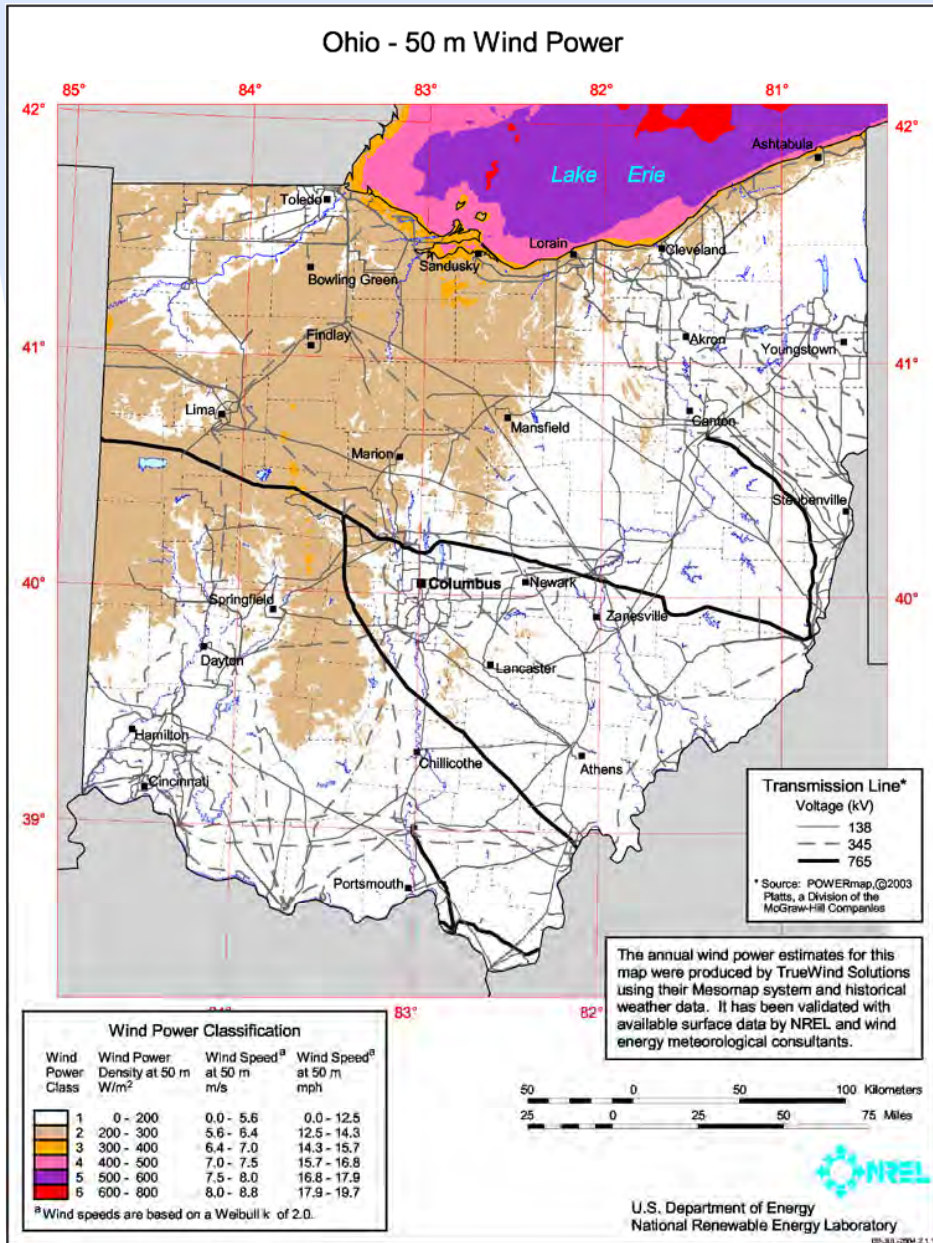 Ohio - 50 m Wind Power
85° 84° 83° 82° 81°
42° 42°
Ashtabula
Lake Erie
Toledo
Lorain
Cleveland
Sandusky
Bowling Green
Findlay
Akron
Youngstown
41° 41°
Lima
Mansfield
Canton
Marion
Steubenville
40° 40°
Columbus
Newark
Springfield
Zanesville
Dayton
Lancaster
Hamilton
Chillicothe
Athens
Cincinnati
39°
Portsmouth
Transmission Line*
Voltage (kV)
138
345
765
* Source: POWERmap,©2003
Platts, a Division of the
McGraw-Hill Companies
The annual wind power estimates for this
map were produced by TrueWind Solutions
using their Mesomap system and historical
weather data. It has been validated with
available surface data by NREL and wind
energy meteorological consultants.
83° 82°
Wind Power Classification
Wind Wind Power Wind Speed a Wind Speed a
Power Density at 50 m at 50 m at 50 m
Class W/m2 m/s mph
1 0 - 200 0.0 - 5.6 0.0 - 12.5
2 200 - 300 5.6 - 6.4 12.5 - 14.3
3 300 - 400 6.4 - 7.0 14.3 - 15.7
4 400 - 500 7.0 - 7.5 15.7 - 16.8
5 500 - 600 7.5 - 8.0 16.8 - 17.9
6 600 - 800 8.0 - 8.8 17.9 - 19.7
a Wind speeds are based on a Weibull k of 2.0.
50 0 50 100 Kilometers
25 0 25 50 75 Miles
NREL
U.S. Department of Energy
National Renewable Energy Laboratory